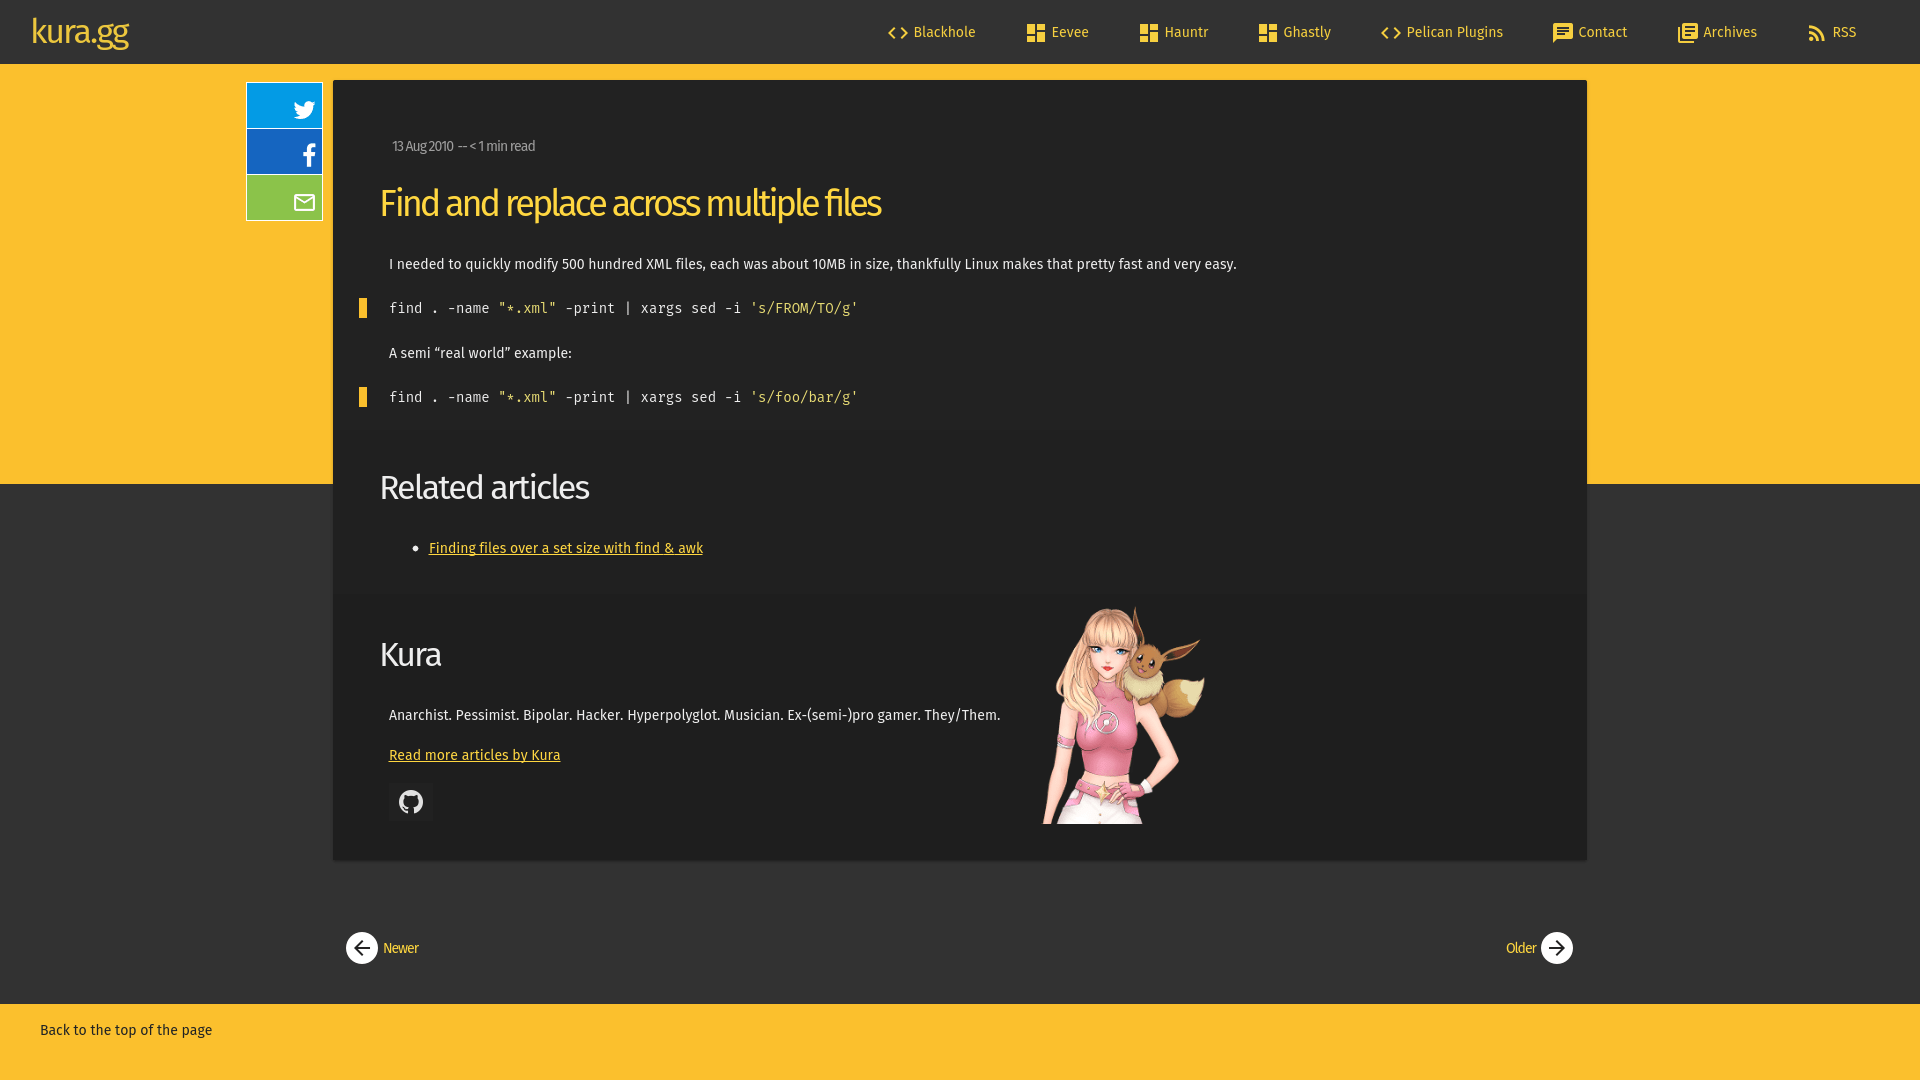 kura.gg
Blackhole
Eevee
Hauntr
Ghastly
Pelican Plugins
Contact
Archives
RSS
13 Aug 2010 -- < 1 min read
Find and replace across multiple files
I needed to quickly modify 500 hundred XML files, each was about 10MB in size, thankfully Linux makes that pretty fast and very easy.
find . -name "*.xml" -print | xargs sed -i 's/FROM/TO/g'
A semi “real world” example:
find . -name "*.xml" -print | xargs sed -i 's/foo/bar/g'
Related articles
Finding files over a set size with find & awk
Kura
Anarchist. Pessimist. Bipolar. Hacker. Hyperpolyglot. Musician. Ex-(semi-)pro gamer. They/Them.
Read more articles by Kura
Newer
Older
Back to the top of the page